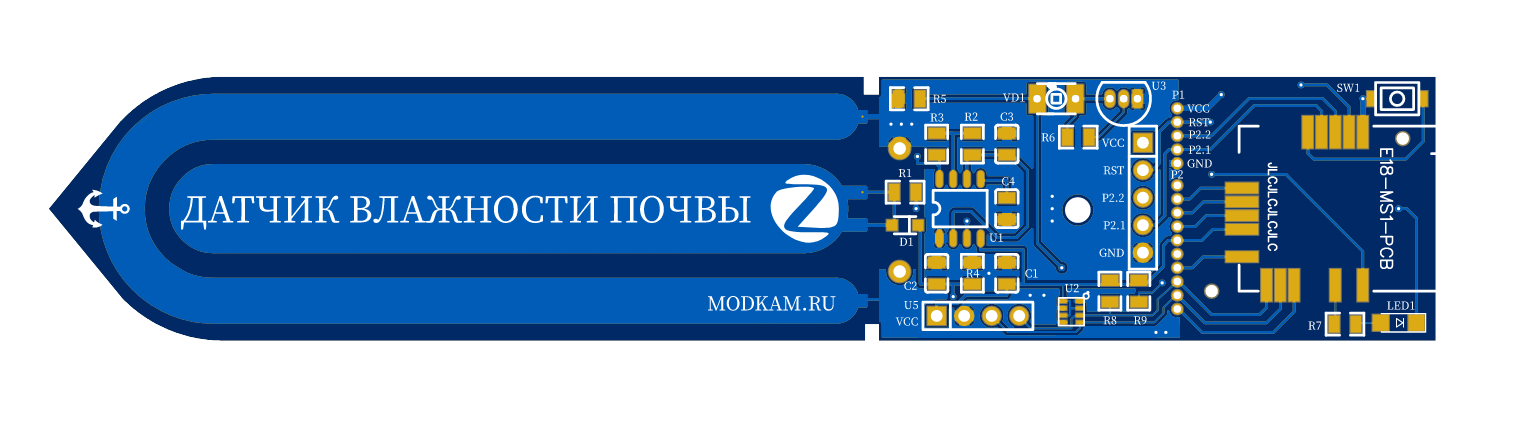 ДАТЧИК ВЛАЖНОСТИ ПОЧВЫ
MODKAM.RU
R5
VD1
U3
R3
R2
C3
R6
R1
C4
D1
U1
C2
R4
C1
U5
VCC
U2
R8
R9
VCC
RST
P2.2
P2.1
GND
P1
VCC
RST
P2.2
P2.1
GND
P2
SW1
JLCJLCJLCJLC
E18-MS1-PCB
LED1
R7